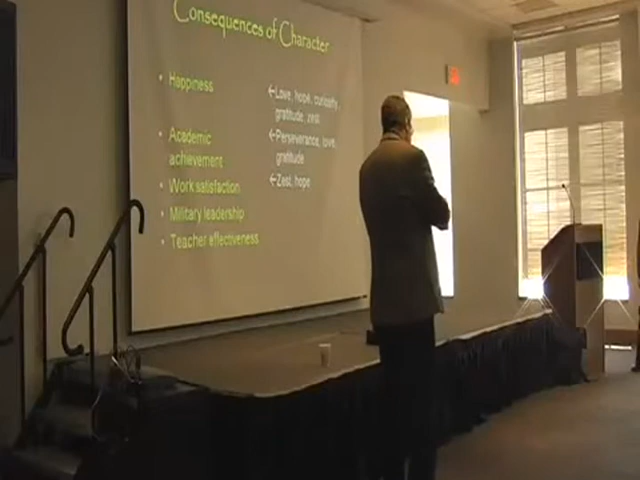 Consequences of Character
• Happiness
←Love, hope, curiosity,
gratitude, zest
• Academic
achievement
←Perseverance, love,
gratitude
• Work satisfaction
←Zest, hope
• Military leadership
• Teacher effectiveness